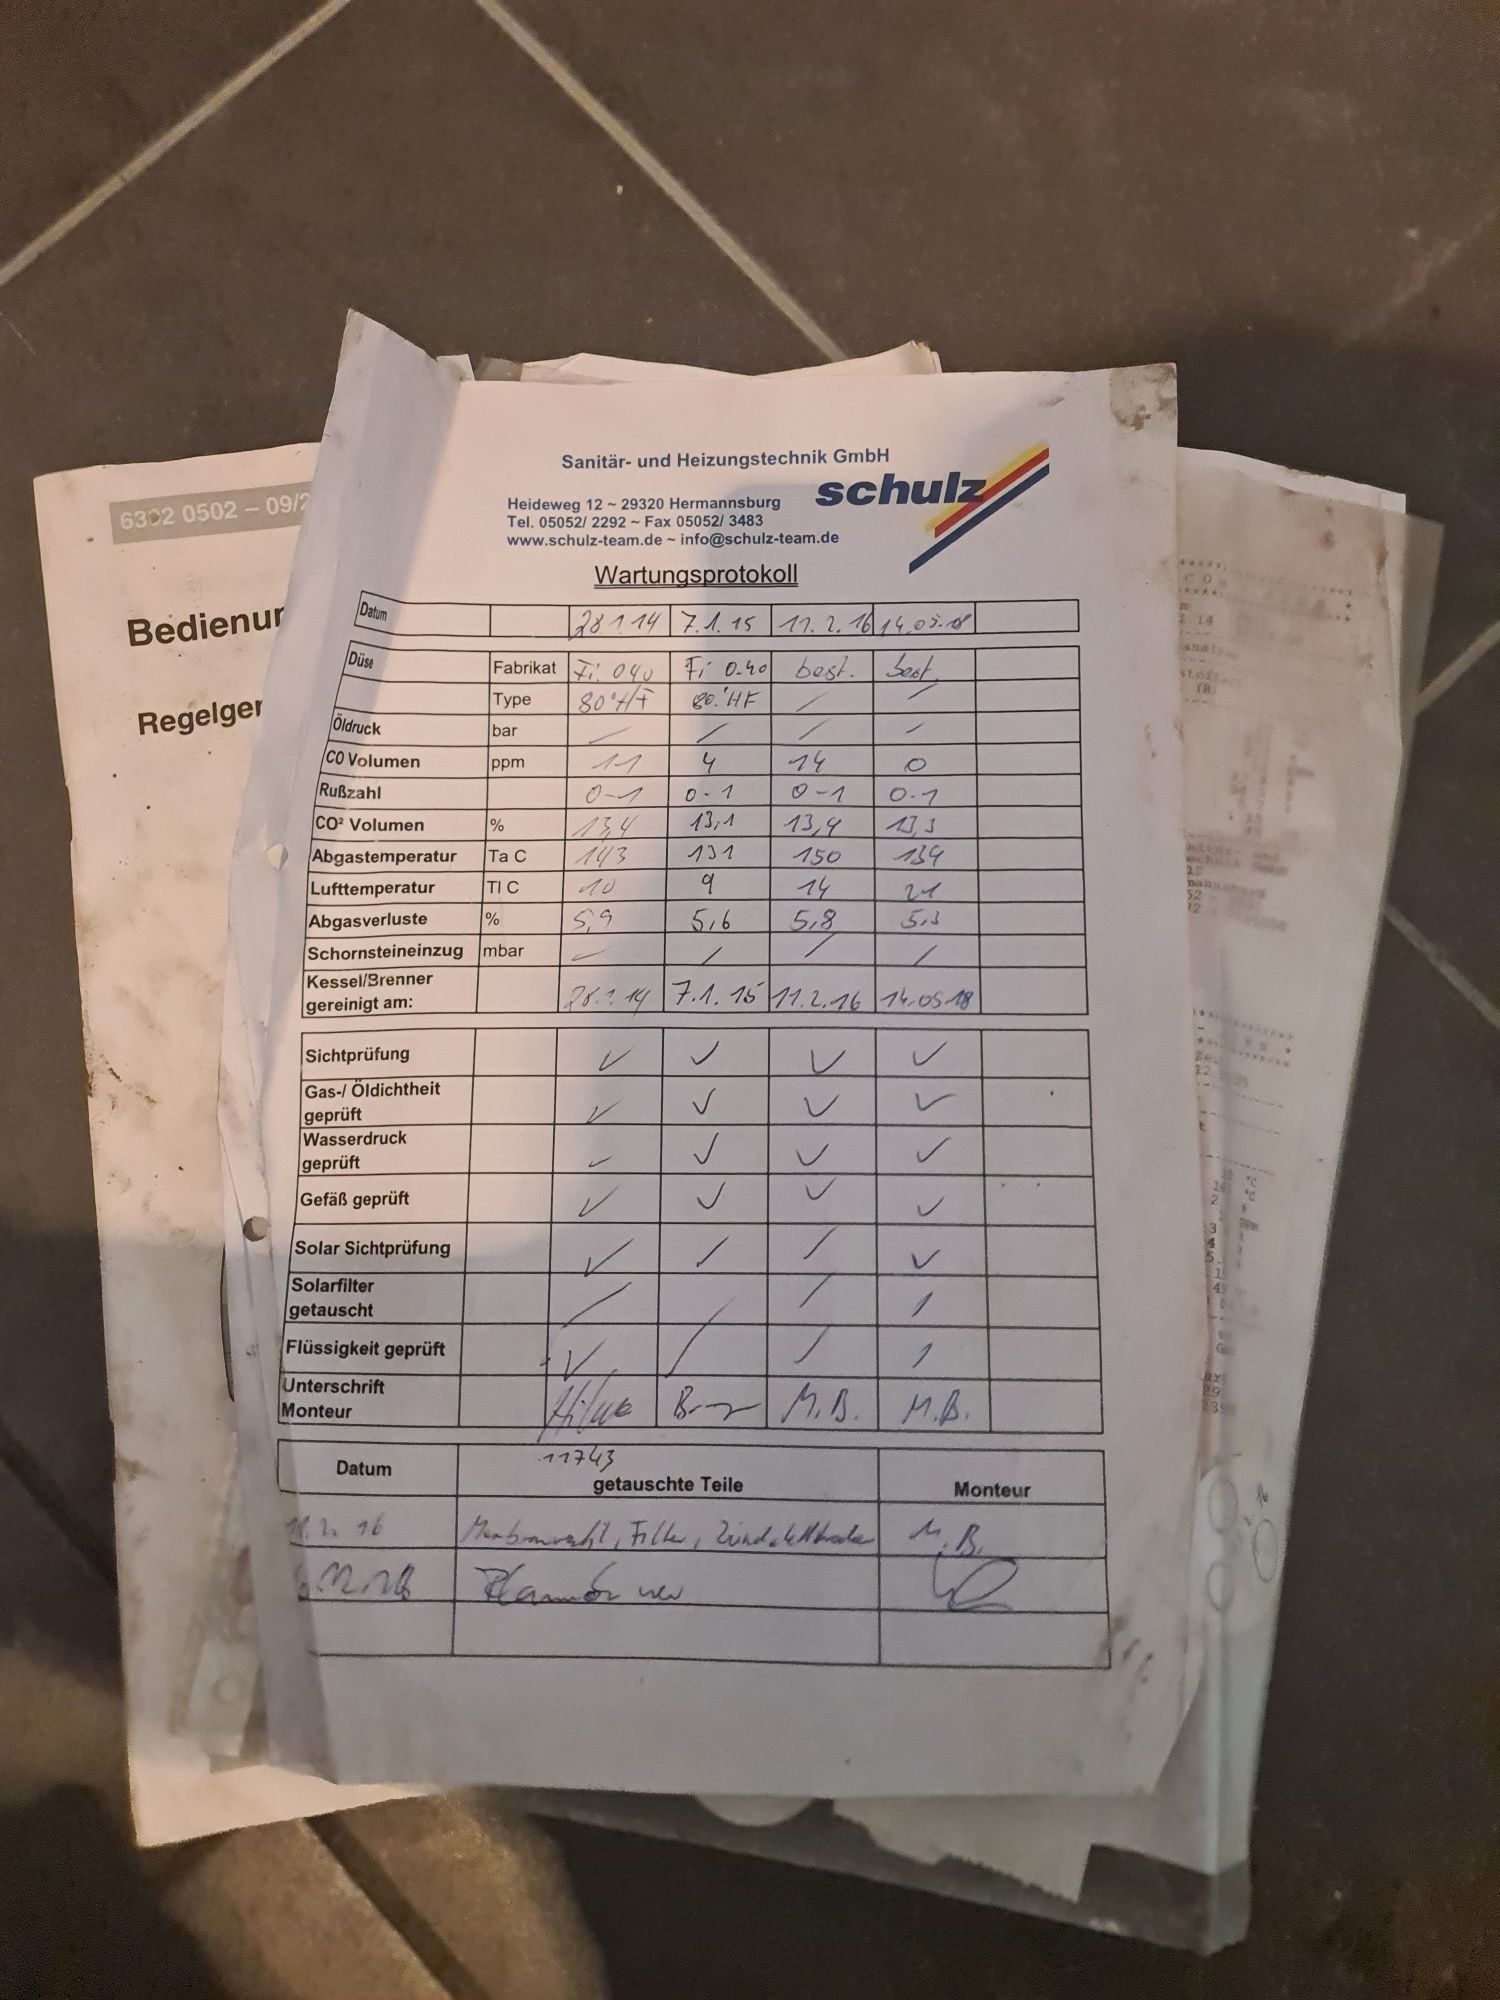 6302 0502 – 09/2
Bedienun
Regelger
Sanitär- und Heizungstechnik GmbH
schulz
Heideweg 12 ~ 29320 Hermannsburg
Tel. 05052/ 2292 ~ Fax 05052/ 3483
www.schulz-team.de ~ info@schulz-team.de
Wartungsprotokoll
Datum 28.1.14 7.1.15 11.2.16 14.05.18
Düse Fabrikat Fi 0.40 Fi 0.40 best. best.
Type 80°HF 80°HF /
Öldruck bar / / / /
CO Volumen ppm 11 4 14 0
Rußzahl 0-1 0-1 0-1 0-1
CO² Volumen % 13,4 13,1 13,4 13,3
Abgastemperatur Ta C 143 131 150 134
Lufttemperatur Tl C 10 9 14 21
Abgasverluste % 5,9 5,6 5,8 5,3
Schornsteineinzug mbar / / / /
Kessel/Brenner
gereinigt am: 28.1.14 7.1.15 11.2.16 14.05.18
Sichtprüfung ✓ ✓ ✓ ✓
Gas-/ Öldichtheit
geprüft ✓ ✓ ✓ ✓
Wasserdruck
geprüft ✓ ✓ ✓ ✓
Gefäß geprüft ✓ ✓ ✓ ✓
Solar Sichtprüfung ✓ / / ✓
Solarfilter
getauscht / / / /
Flüssigkeit geprüft ✓ / / /
Unterschrift
Monteur M.B. M.B.
11743
Datum getauschte Teile Monteur
2.16 Filter, M.B.
neu